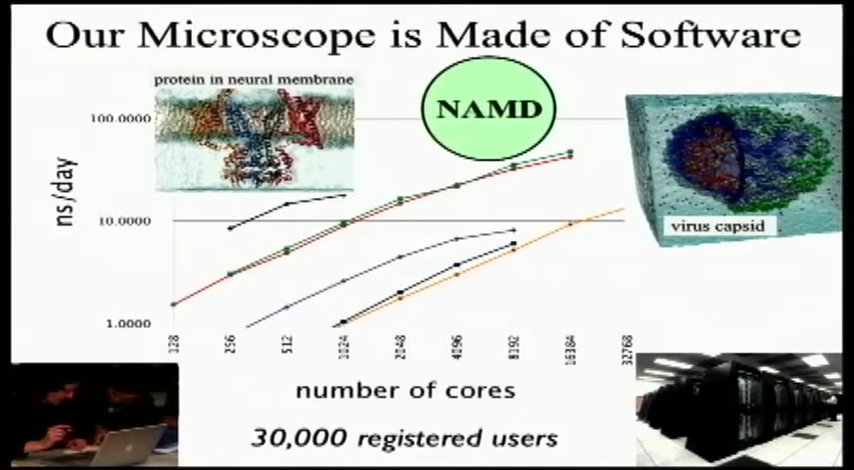 Our Microscope is Made of Software
protein in neural membrane
NAMD
100.0000
ns/day
10.0000
virus capsid
1.0000
128
256
512
1024
2048
4096
8192
16384
32768
number of cores
30,000 registered users